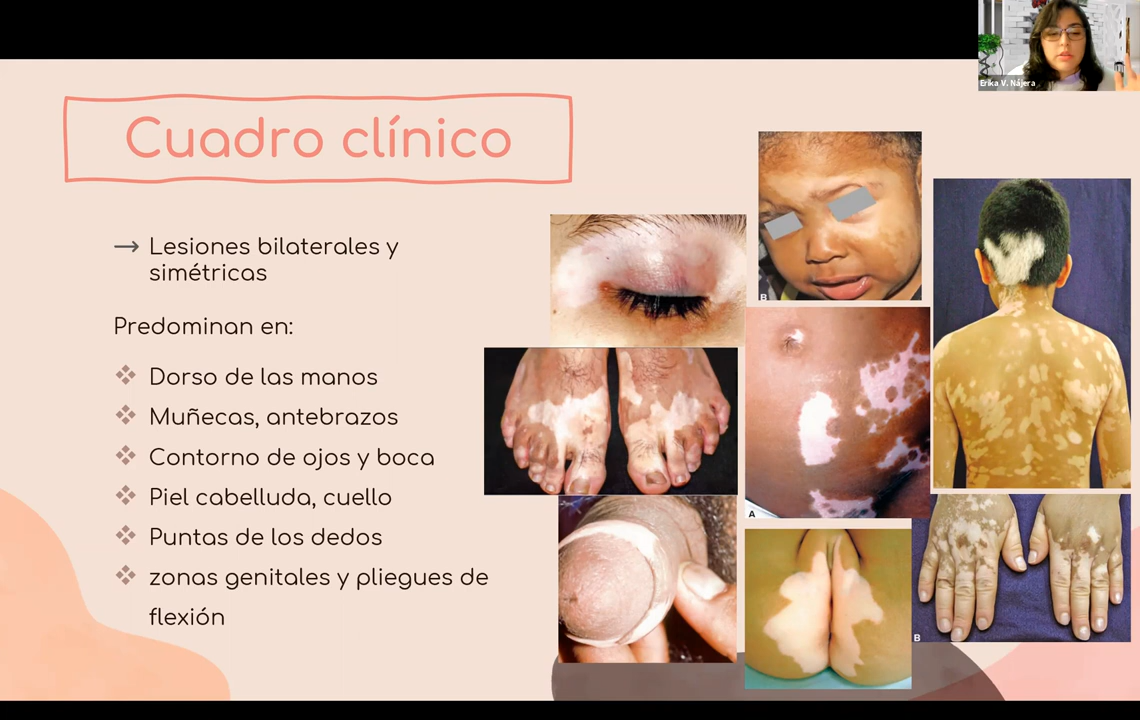 Erika V. Nájera
Cuadro clínico
→ Lesiones bilaterales y
simétricas
Predominan en:
❖ Dorso de las manos
❖ Muñecas, antebrazos
❖ Contorno de ojos y boca
❖ Piel cabelluda, cuello
❖ Puntas de los dedos
❖ zonas genitales y pliegues de
flexión
B
A
B